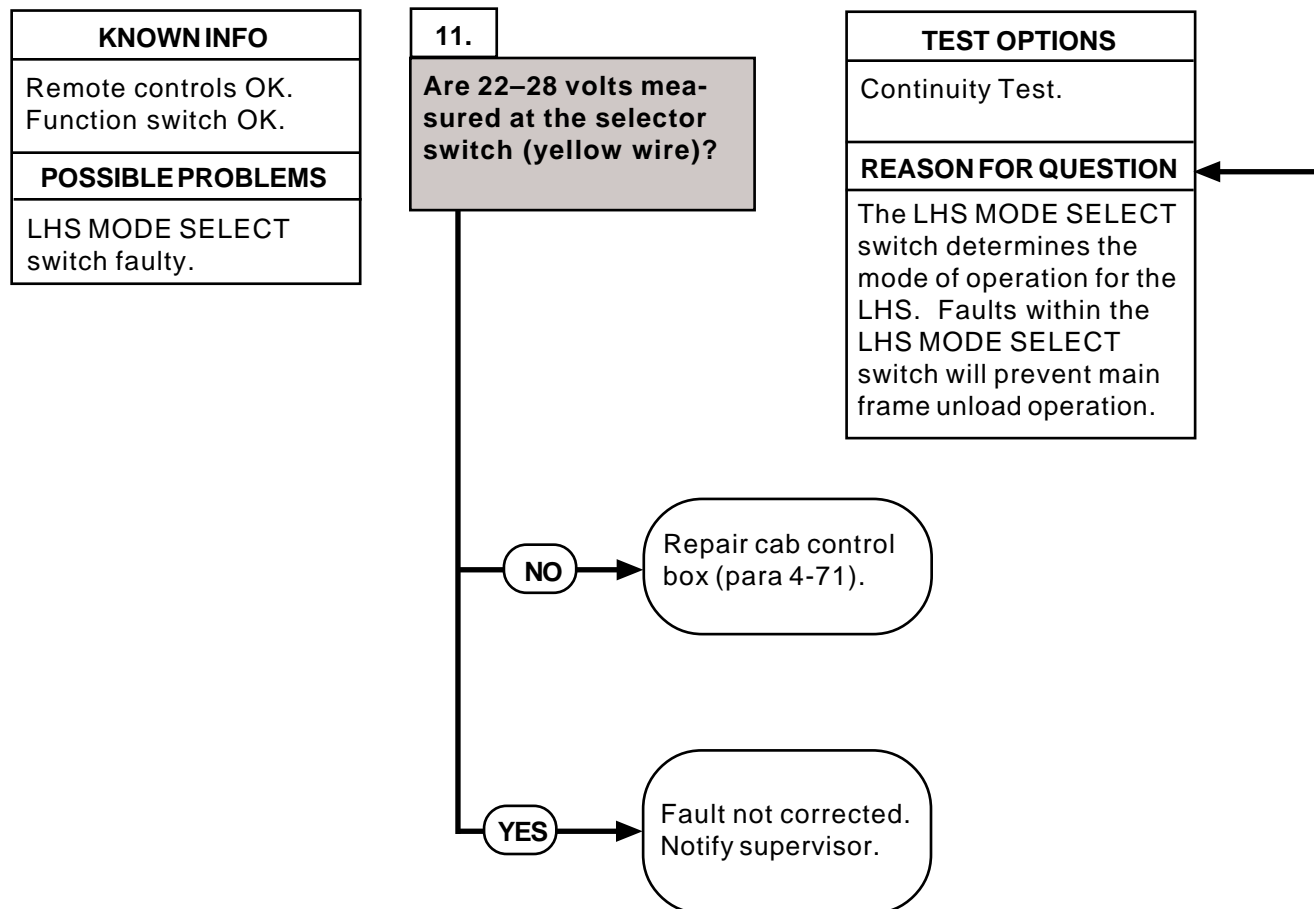 KNOWN INFO
Remote controls OK.
Function switch OK.
POSSIBLE PROBLEMS
LHS MODE SELECT
switch faulty.
11.
Are 22–28 volts mea-
sured at the selector
switch (yellow wire)?
TEST OPTIONS
Continuity Test.
REASON FOR QUESTION
The LHS MODE SELECT
switch determines the
mode of operation for the
LHS. Faults within the
LHS MODE SELECT
switch will prevent main
frame unload operation.
NO
Repair cab control
box (para 4-71).
YES
Fault not corrected.
Notify supervisor.